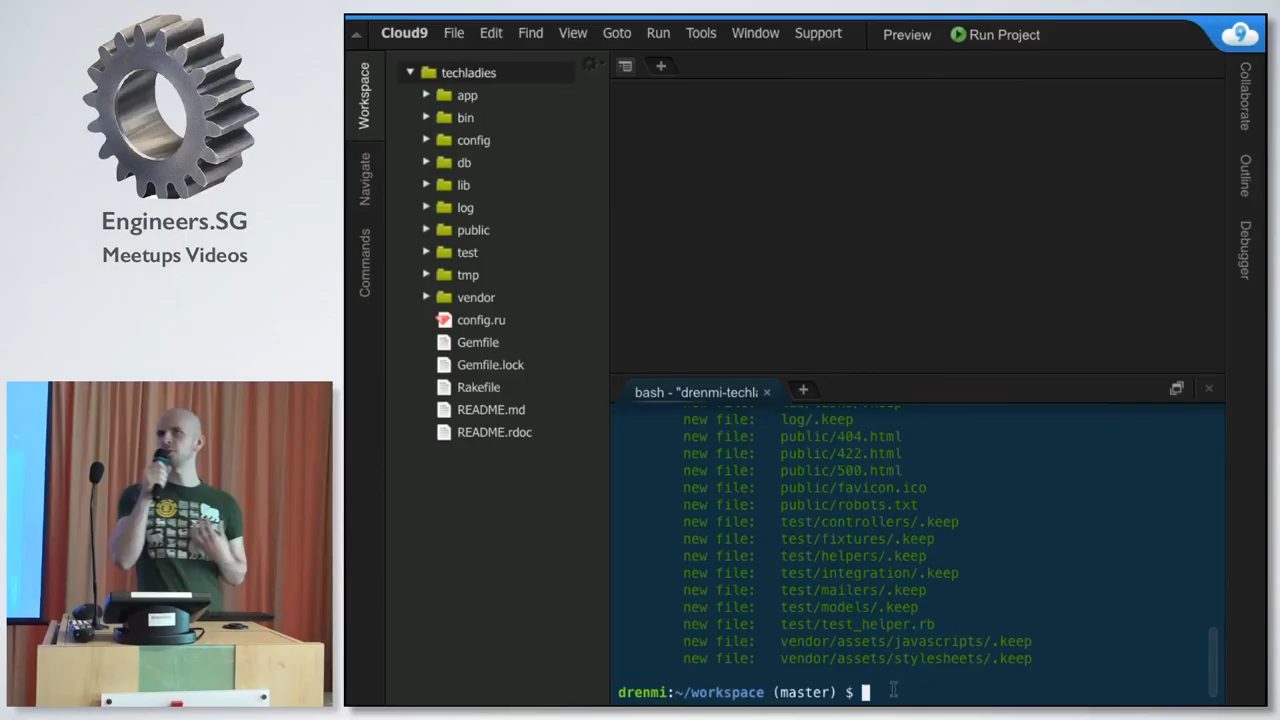 Engineers.SG
Meetups Videos
Cloud9 File Edit Find View Goto Run Tools Window Support Preview Run Project
Workspace
Navigate
Commands
techladies
app
bin
config
db
lib
log
public
test
tmp
vendor
config.ru
Gemfile
Gemfile.lock
Rakefile
README.md
README.rdoc
Collaborate
Outline
Debugger
bash - "drenmi-techla
new file: log/.keep
new file: public/404.html
new file: public/422.html
new file: public/500.html
new file: public/favicon.ico
new file: public/robots.txt
new file: test/controllers/.keep
new file: test/fixtures/.keep
new file: test/helpers/.keep
new file: test/integration/.keep
new file: test/mailers/.keep
new file: test/models/.keep
new file: test/test_helper.rb
new file: vendor/assets/javascripts/.keep
new file: vendor/assets/stylesheets/.keep
drenmi:~/workspace (master) $